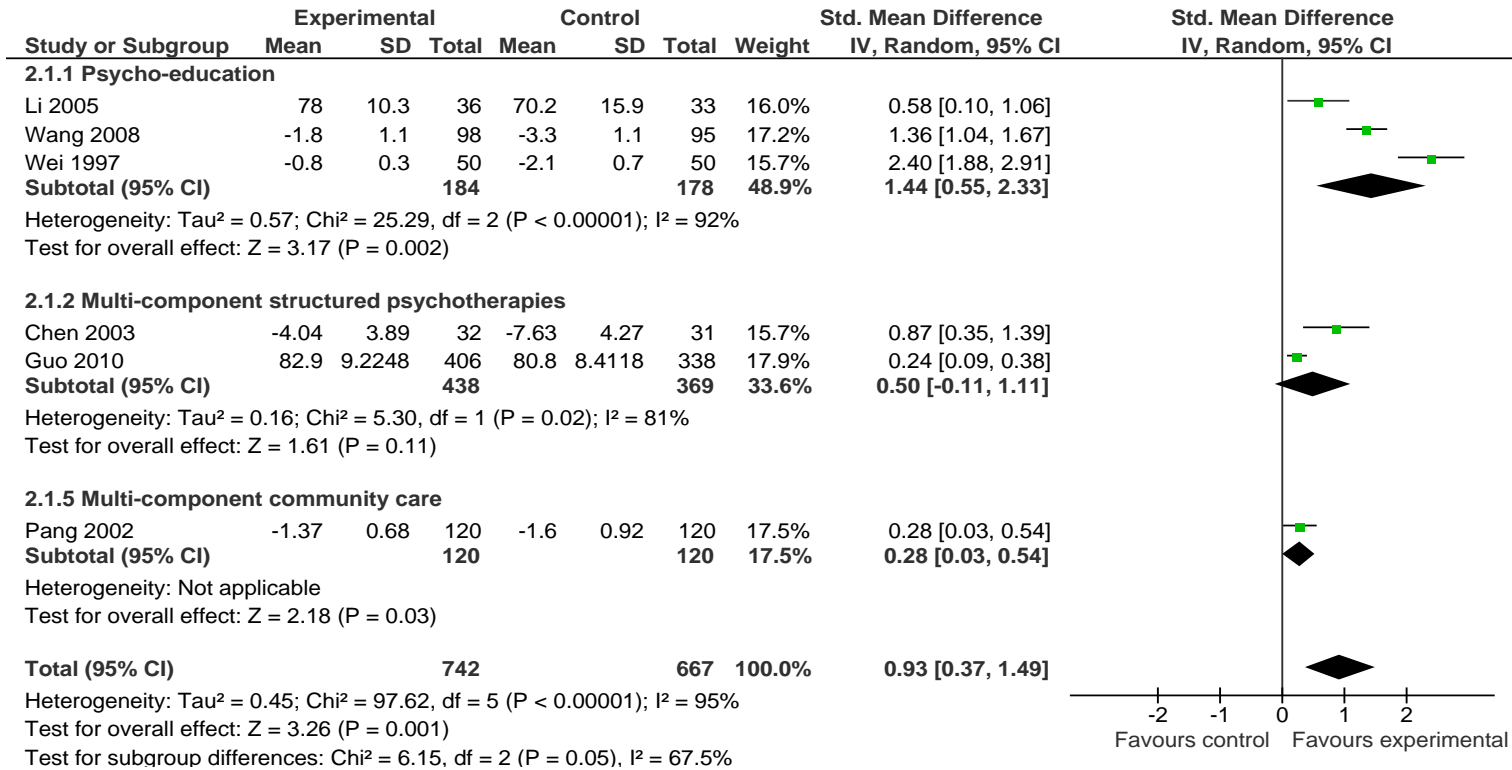 Experimental Control Std. Mean Difference Std. Mean Difference
Study or Subgroup Mean SD Total Mean SD Total Weight IV, Random, 95% CI IV, Random, 95% CI
2.1.1 Psycho-education
Li 2005 78 10.3 36 70.2 15.9 33 16.0% 0.58 [0.10, 1.06]
Wang 2008 -1.8 1.1 98 -3.3 1.1 95 17.2% 1.36 [1.04, 1.67]
Wei 1997 -0.8 0.3 50 -2.1 0.7 50 15.7% 2.40 [1.88, 2.91]
Subtotal (95% CI) 184 178 48.9% 1.44 [0.55, 2.33]
Heterogeneity: Tau² = 0.57; Chi² = 25.29, df = 2 (P < 0.00001); I² = 92%
Test for overall effect: Z = 3.17 (P = 0.002)
2.1.2 Multi-component structured psychotherapies
Chen 2003 -4.04 3.89 32 -7.63 4.27 31 15.7% 0.87 [0.35, 1.39]
Guo 2010 82.9 9.2248 406 80.8 8.4118 338 17.9% 0.24 [0.09, 0.38]
Subtotal (95% CI) 438 369 33.6% 0.50 [-0.11, 1.11]
Heterogeneity: Tau² = 0.16; Chi² = 5.30, df = 1 (P = 0.02); I² = 81%
Test for overall effect: Z = 1.61 (P = 0.11)
2.1.5 Multi-component community care
Pang 2002 -1.37 0.68 120 -1.6 0.92 120 17.5% 0.28 [0.03, 0.54]
Subtotal (95% CI) 120 120 17.5% 0.28 [0.03, 0.54]
Heterogeneity: Not applicable
Test for overall effect: Z = 2.18 (P = 0.03)
Total (95% CI) 742 667 100.0% 0.93 [0.37, 1.49]
Heterogeneity: Tau² = 0.45; Chi² = 97.62, df = 5 (P < 0.00001); I² = 95%
Test for overall effect: Z = 3.26 (P = 0.001)
Test for subgroup differences: Chi² = 6.15, df = 2 (P = 0.05), I² = 67.5%
-2 -1 0 1 2
Favours control Favours experimental